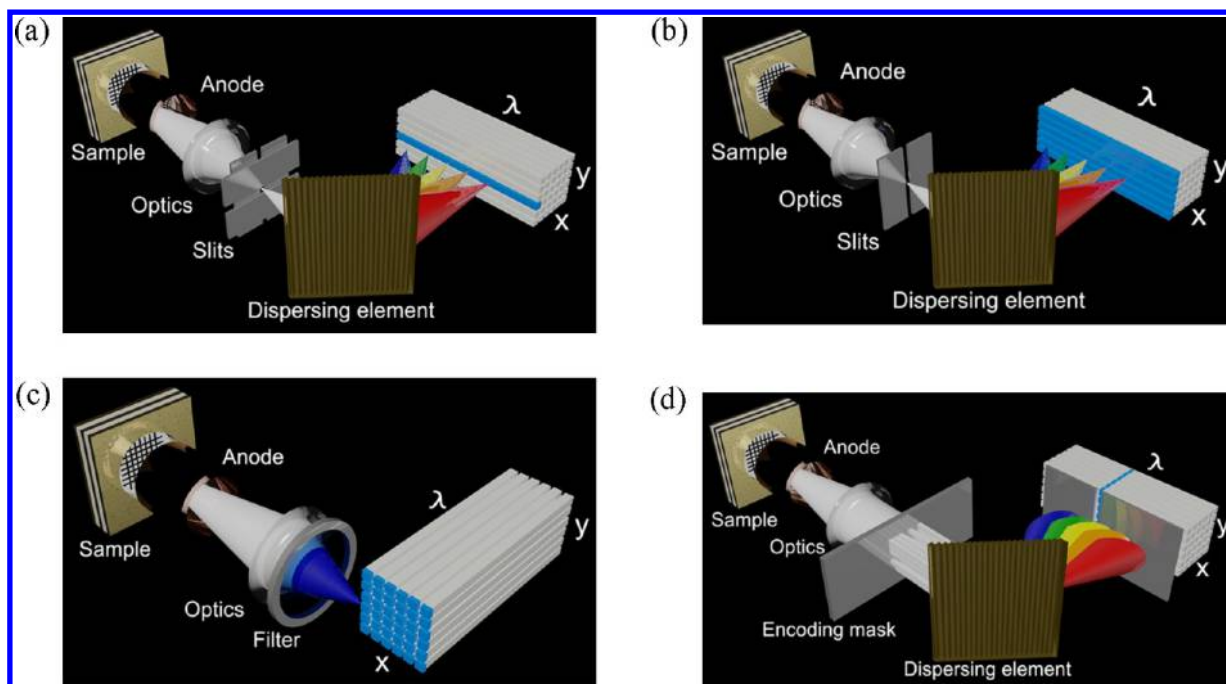 (a)
Anode
λ
Sample
y
Optics
x
Slits
Dispersing element
(b)
Anode
λ
Sample
y
Optics
x
Slits
Dispersing element
(c)
Anode
λ
y
Sample
Optics
Filter
x
(d)
Anode
λ
Sample
Optics
y
x
Encoding mask
Dispersing element